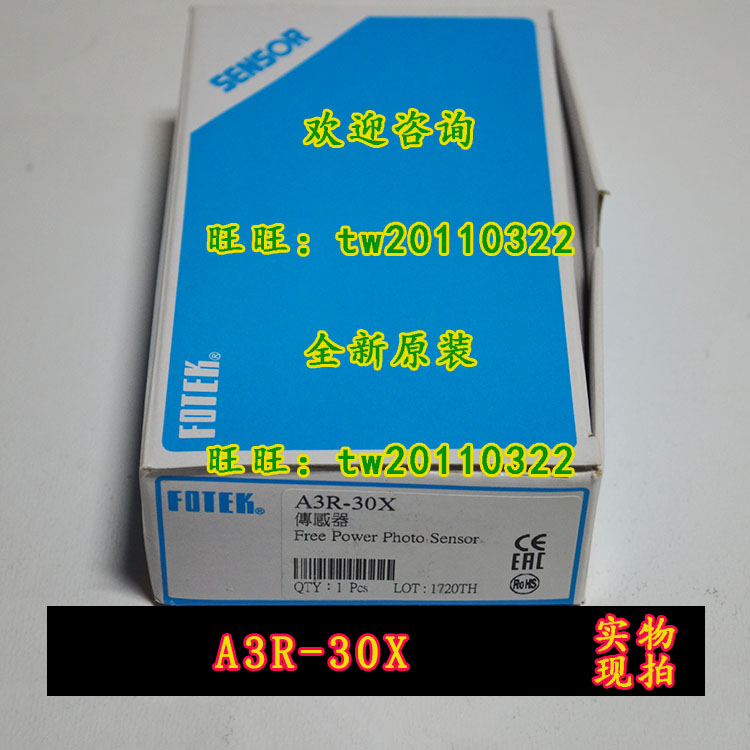 SENSOR
欢迎咨询
旺旺：tw20110322
全新原装
FOTEK®
旺旺：tw20110322
FOTEK®
A3R-30X
傳感器
Free Power Photo Sensor
QTY : 1 Pcs LOT : 1720TH
CE
EAC
RoHS
A3R-30X
实物
现拍